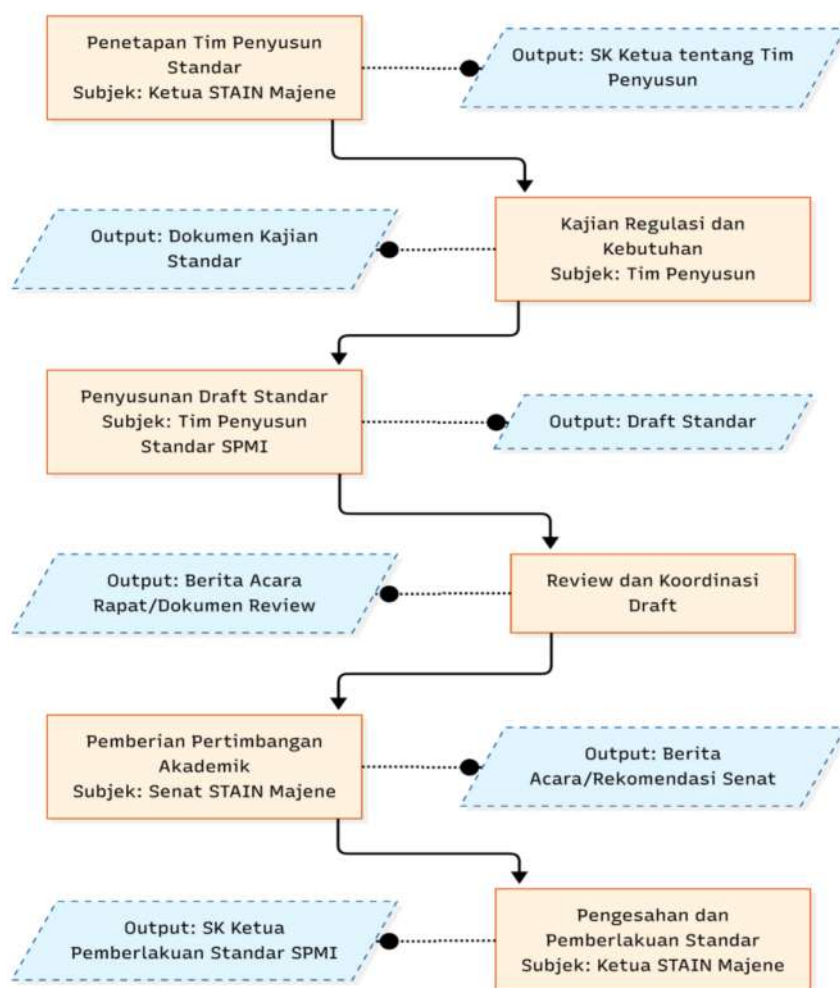 Penetapan Tim Penyusun
Standar
Subjek: Ketua STAIN Majene
Output: SK Ketua tentang Tim
Penyusun
Kajian Regulasi dan
Kebutuhan
Subjek: Tim Penyusun
Output: Dokumen Kajian
Standar
Penyusunan Draft Standar
Subjek: Tim Penyusun
Standar SPMI
Output: Draft Standar
Review dan Koordinasi
Draft
Output: Berita Acara
Rapat/Dokumen Review
Pemberian Pertimbangan
Akademik
Subjek: Senat STAIN Majene
Output: Berita
Acara/Rekomendasi Senat
Pengesahan dan
Pemberlakuan Standar
Subjek: Ketua STAIN Majene
Output: SK Ketua
Pemberlakuan Standar SPMI